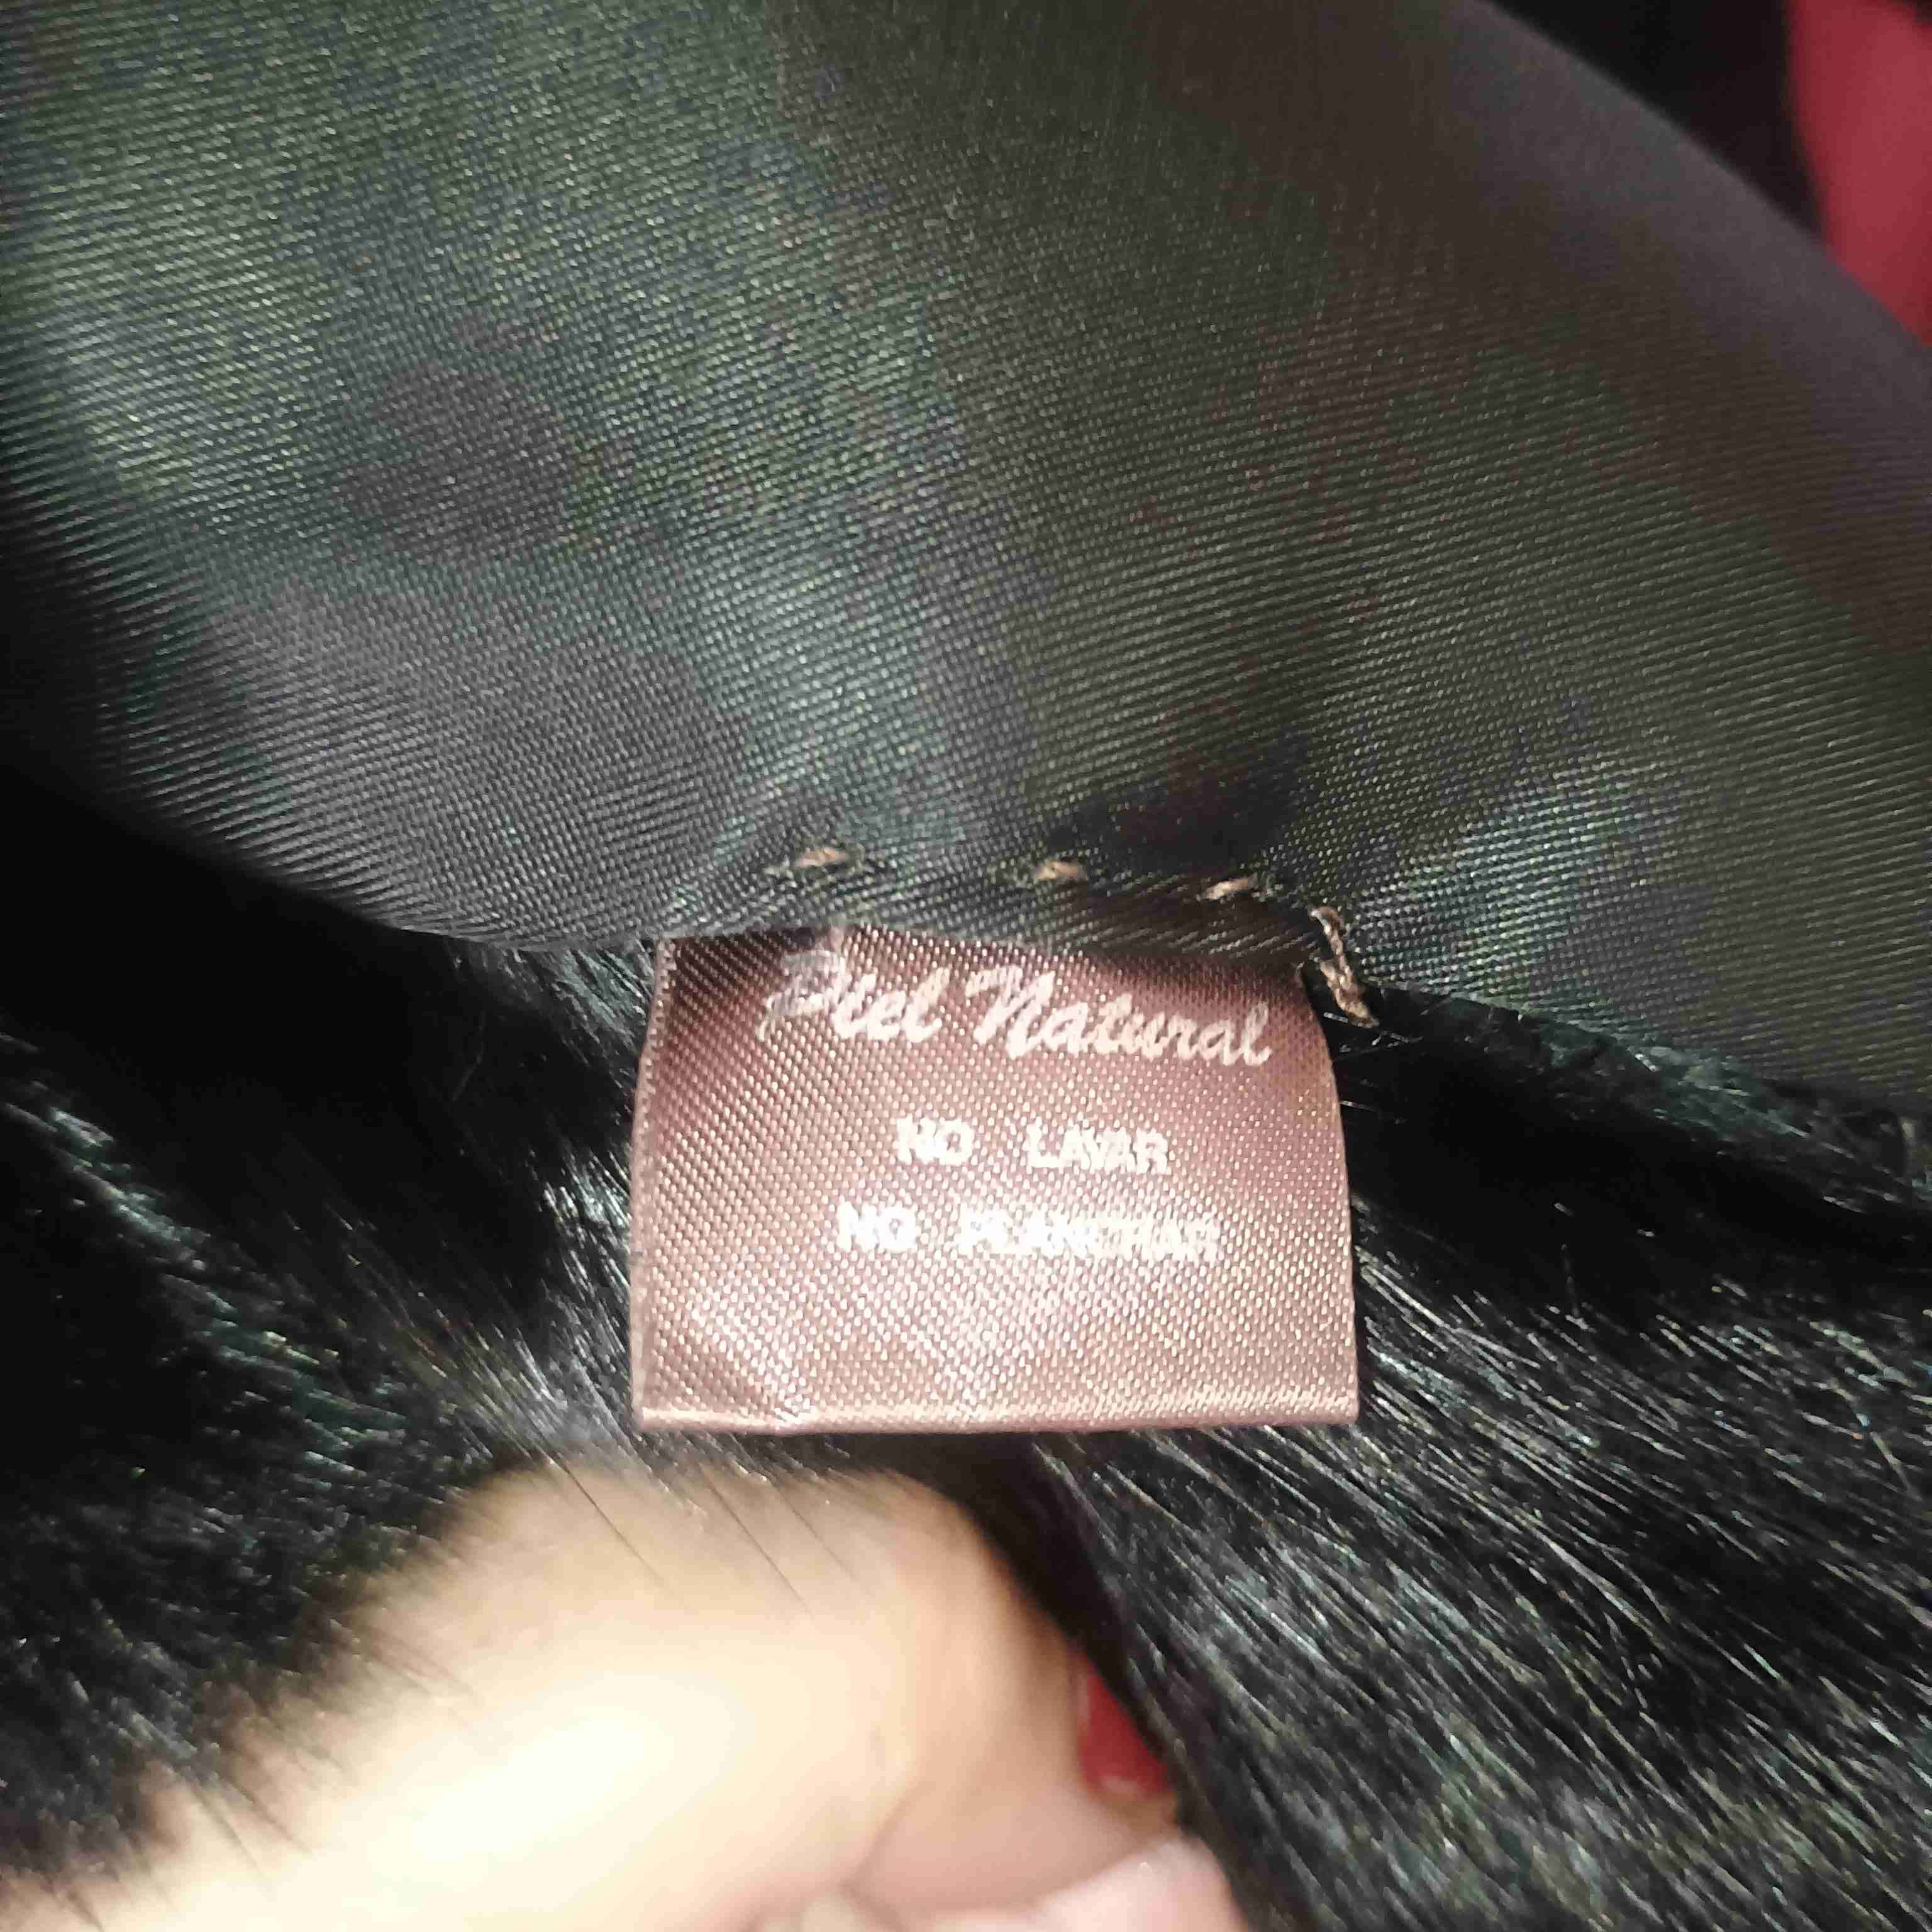 Piel Natural
NO LAVAR
NO PLANCHAR